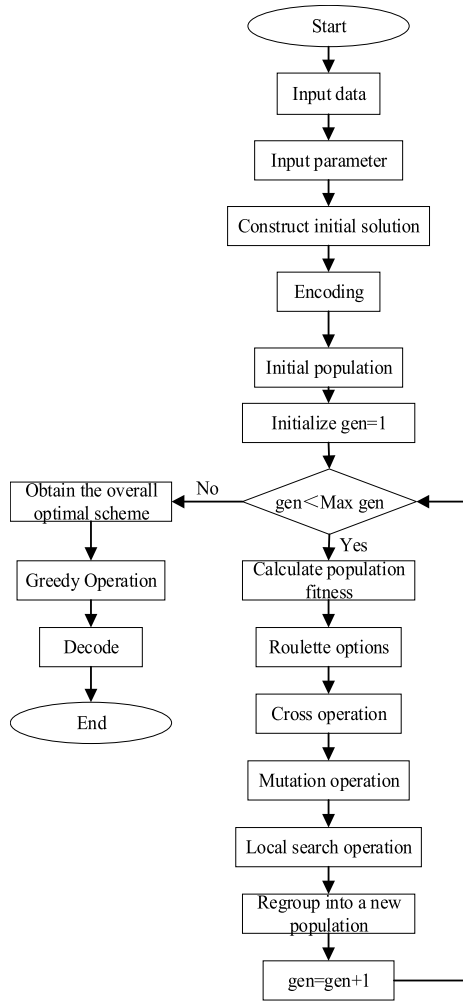 Start
Input data
Input parameter
Construct initial solution
Encoding
Initial population
Initialize gen=1
gen<Max gen
No
Obtain the overall
optimal scheme
Greedy Operation
Decode
End
Yes
Calculate population
fitness
Roulette options
Cross operation
Mutation operation
Local search operation
Regroup into a new
population
gen=gen+1